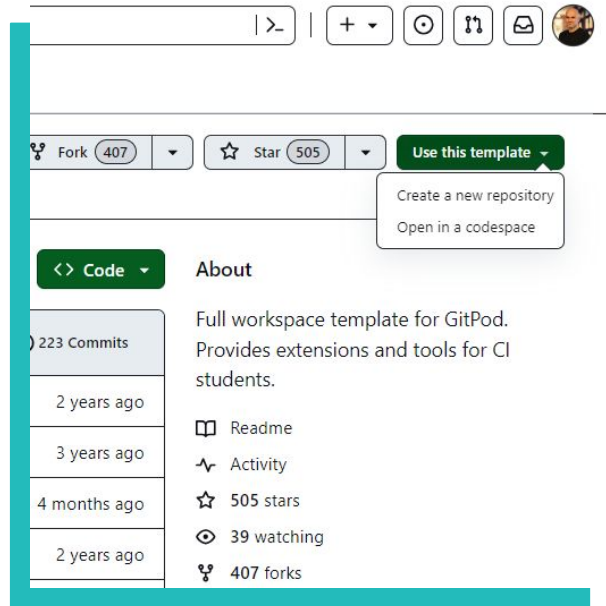 Fork 407
Star 505
Use this template
Create a new repository
Open in a codespace
Code
About
Full workspace template for GitPod.
Provides extensions and tools for CI
students.
223 Commits
2 years ago
3 years ago
4 months ago
2 years ago
Readme
Activity
505 stars
39 watching
407 forks